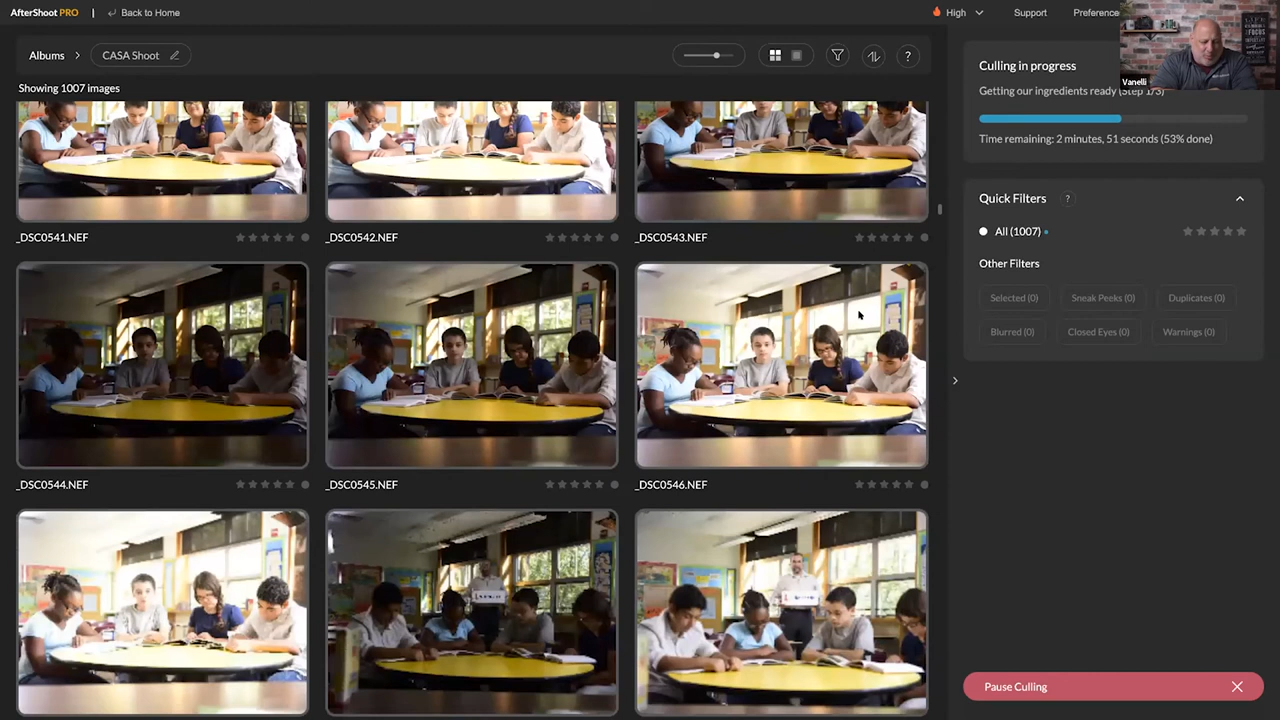 AfterShoot PRO | Back to Home
High
Support
Preference
Albums > CASA Shoot
?
Showing 1007 images
Culling in progress
Vanelli
Getting our ingredients ready (Step 1/3)
Time remaining: 2 minutes, 51 seconds (53% done)
Quick Filters ?
All (1007)
Other Filters
Selected (0)
Sneak Peeks (0)
Duplicates (0)
Blurred (0)
Closed Eyes (0)
Warnings (0)
_DSC0541.NEF
_DSC0542.NEF
_DSC0543.NEF
_DSC0544.NEF
_DSC0545.NEF
_DSC0546.NEF
Pause Culling